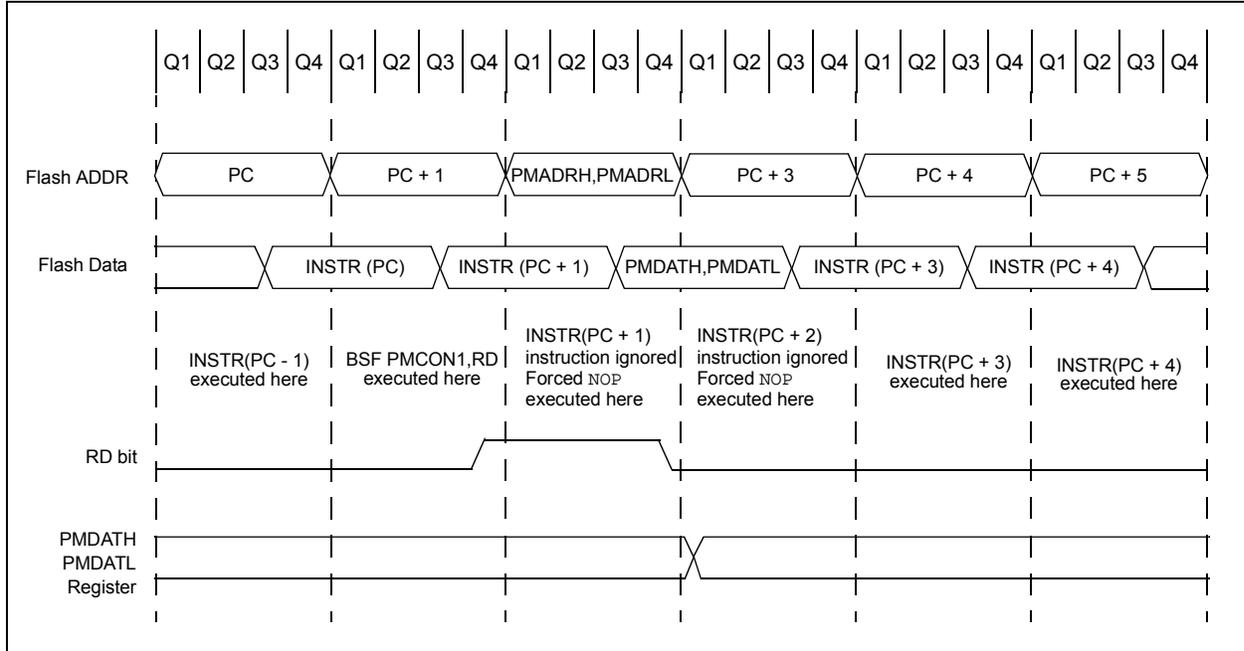 Q1 Q2 Q3 Q4 Q1 Q2 Q3 Q4 Q1 Q2 Q3 Q4 Q1 Q2 Q3 Q4 Q1 Q2 Q3 Q4 Q1 Q2 Q3 Q4
Flash ADDR PC PC + 1 PMADRH,PMADRL PC + 3 PC + 4 PC + 5
Flash Data INSTR (PC) INSTR (PC + 1) PMDATH,PMDATL INSTR (PC + 3) INSTR (PC + 4)
INSTR(PC - 1)
executed here
BSF PMCON1,RD
executed here
INSTR(PC + 1)
instruction ignored
Forced NOP
executed here
INSTR(PC + 2)
instruction ignored
Forced NOP
executed here
INSTR(PC + 3)
executed here
INSTR(PC + 4)
executed here
RD bit
PMDATH
PMDATL
Register